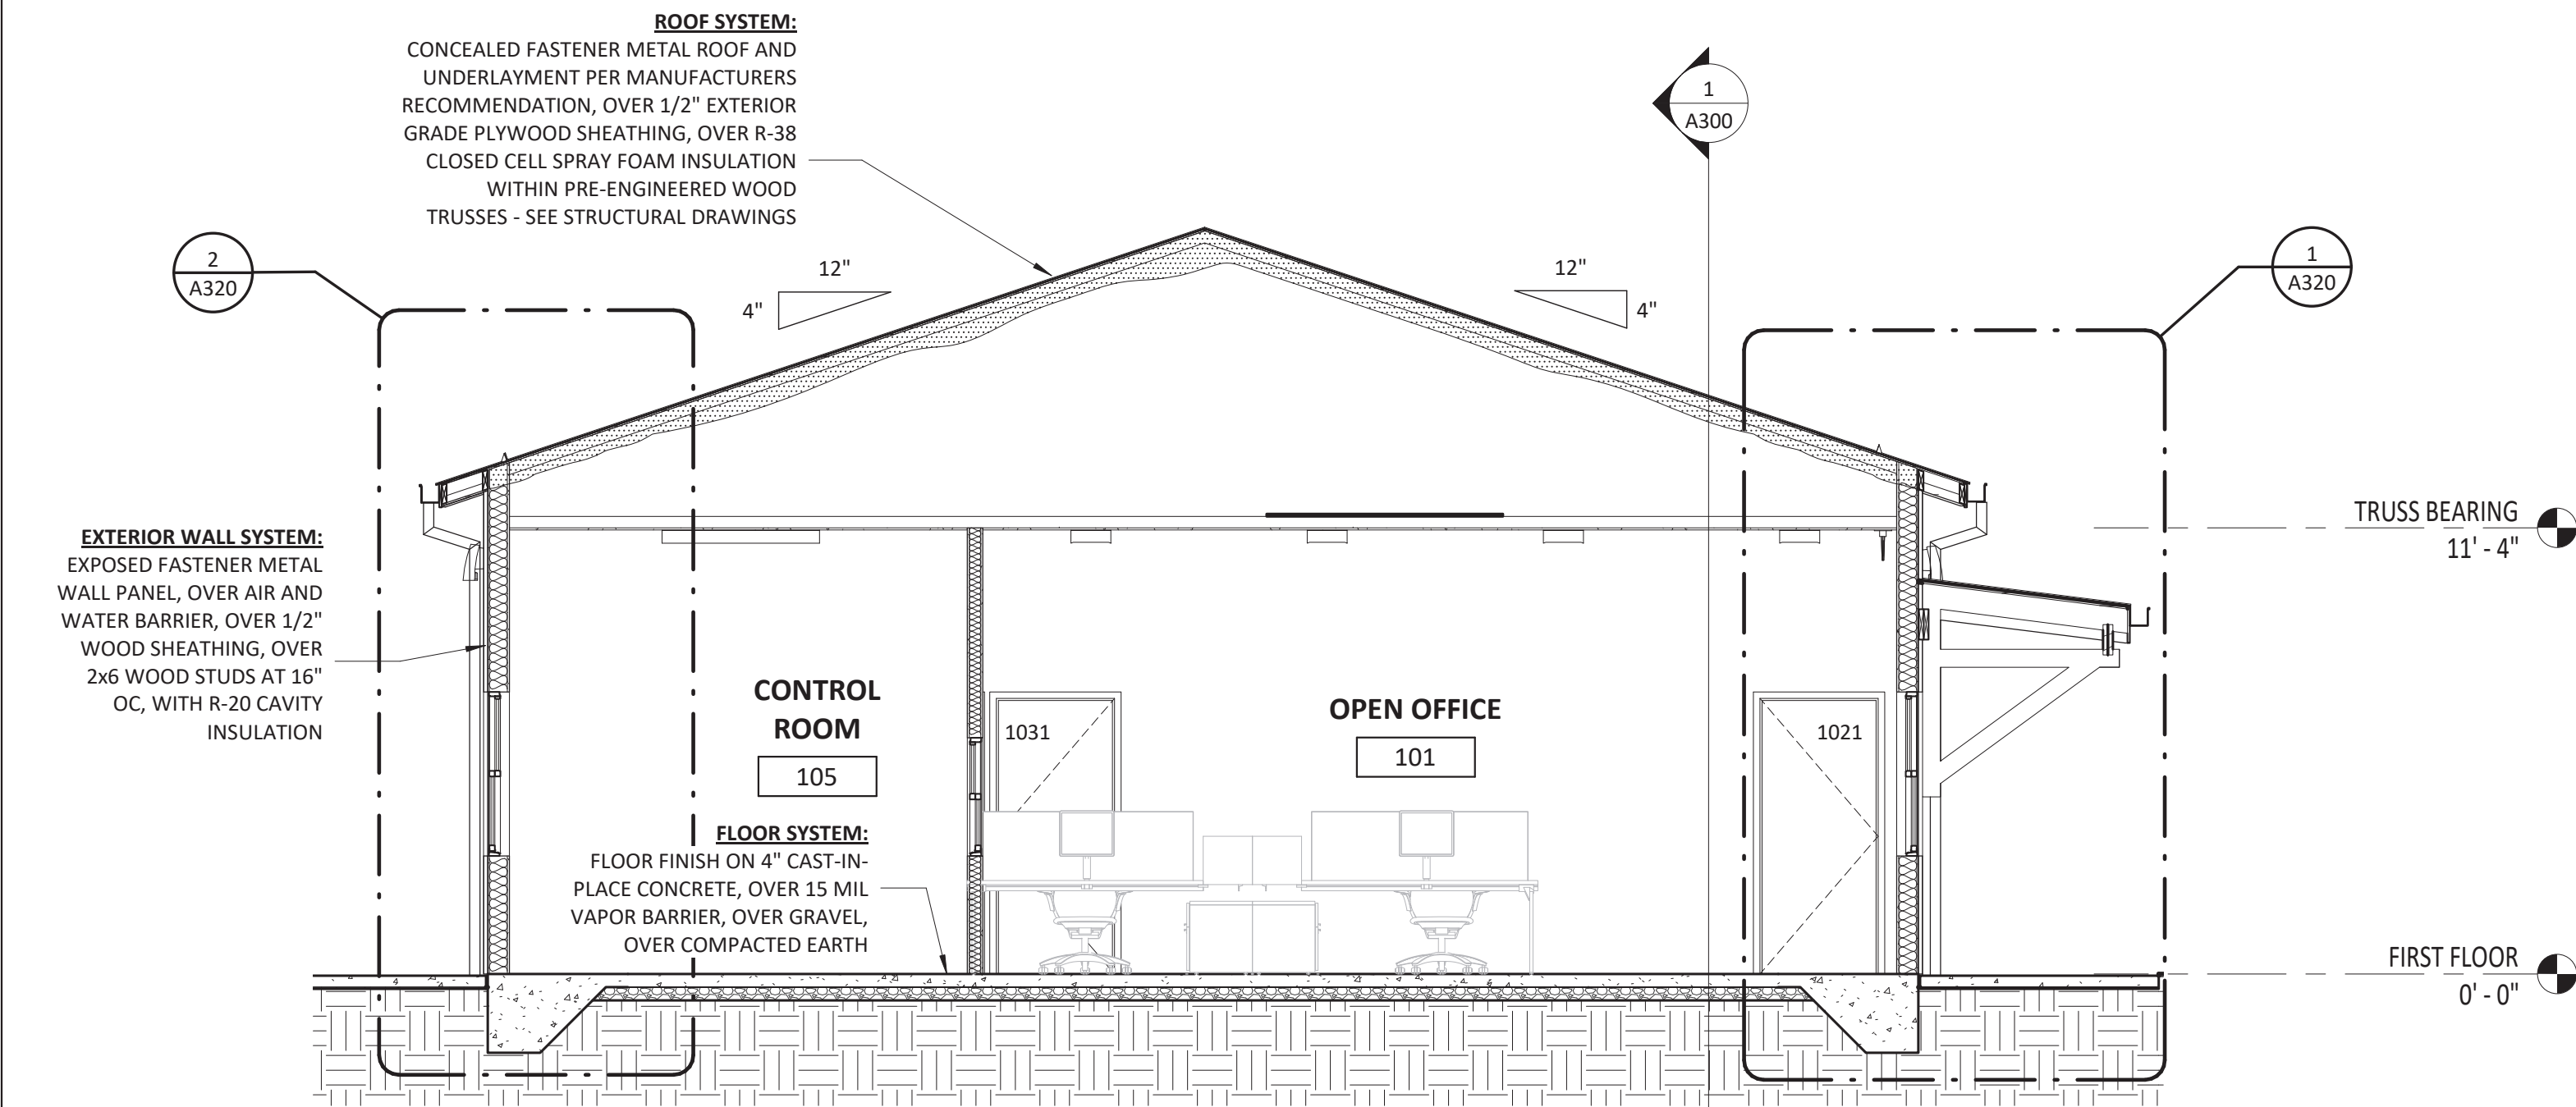 ROOF SYSTEM:
CONCEALED FASTENER METAL ROOF AND
UNDERLAYMENT PER MANUFACTURERS
RECOMMENDATION, OVER 1/2" EXTERIOR
GRADE PLYWOOD SHEATHING, OVER R-38
CLOSED CELL SPRAY FOAM INSULATION
WITHIN PRE-ENGINEERED WOOD
TRUSSES - SEE STRUCTURAL DRAWINGS
1
A300
2
A320
12"
4"
12"
4"
1
A320
TRUSS BEARING
11' - 4"
EXTERIOR WALL SYSTEM:
EXPOSED FASTENER METAL
WALL PANEL, OVER AIR AND
WATER BARRIER, OVER 1/2"
WOOD SHEATHING, OVER
2x6 WOOD STUDS AT 16"
OC, WITH R-20 CAVITY
INSULATION
CONTROL
ROOM
105
1031
OPEN OFFICE
101
1021
FLOOR SYSTEM:
FLOOR FINISH ON 4" CAST-IN-
PLACE CONCRETE, OVER 15 MIL
VAPOR BARRIER, OVER GRAVEL,
OVER COMPACTED EARTH
FIRST FLOOR
0' - 0"